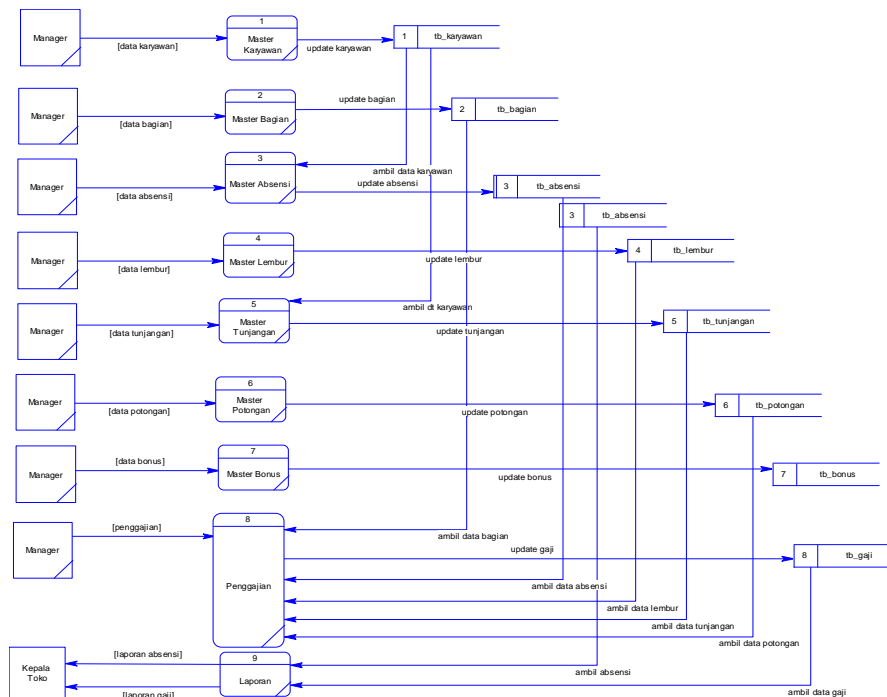 1
Manager
[data karyawan]
Master
Karyawan
update karyawan
1 tb_karyawan
2
Manager
[data bagian]
Master Bagian
update bagian
2 tb_bagian
3
Manager
[data absensi]
Master Absensi
ambil data karyawan
update absensi
3 tb_absensi
3 tb_absensi
4
Manager
[data lembur]
Master Lembur
update lembur
4 tb_lembur
5
Manager
[data tunjangan]
Master
Tunjangan
ambil dt karyawan
update tunjangan
5 tb_tunjangan
6
Manager
[data potongan]
Master
Potongan
update potongan
6 tb_potongan
7
Manager
[data bonus]
Master Bonus
update bonus
7 tb_bonus
8
Manager
[penggajian]
Penggajian
ambil data bagian
update gaji
8 tb_gaji
ambil data absensi
ambil data lembur
ambil data tunjangan
ambil data potongan
9
Kepala
Toko
[laporan absensi]
Laporan
ambil absensi
[laporan gaji]
ambil data gaji